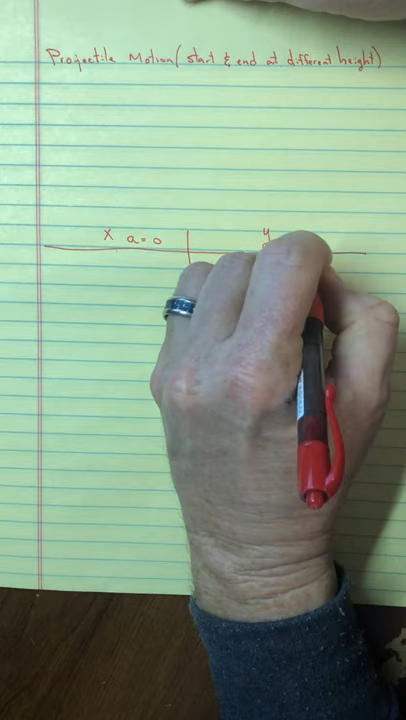 Projectile Motion (start & end at different height)
x a = 0 y